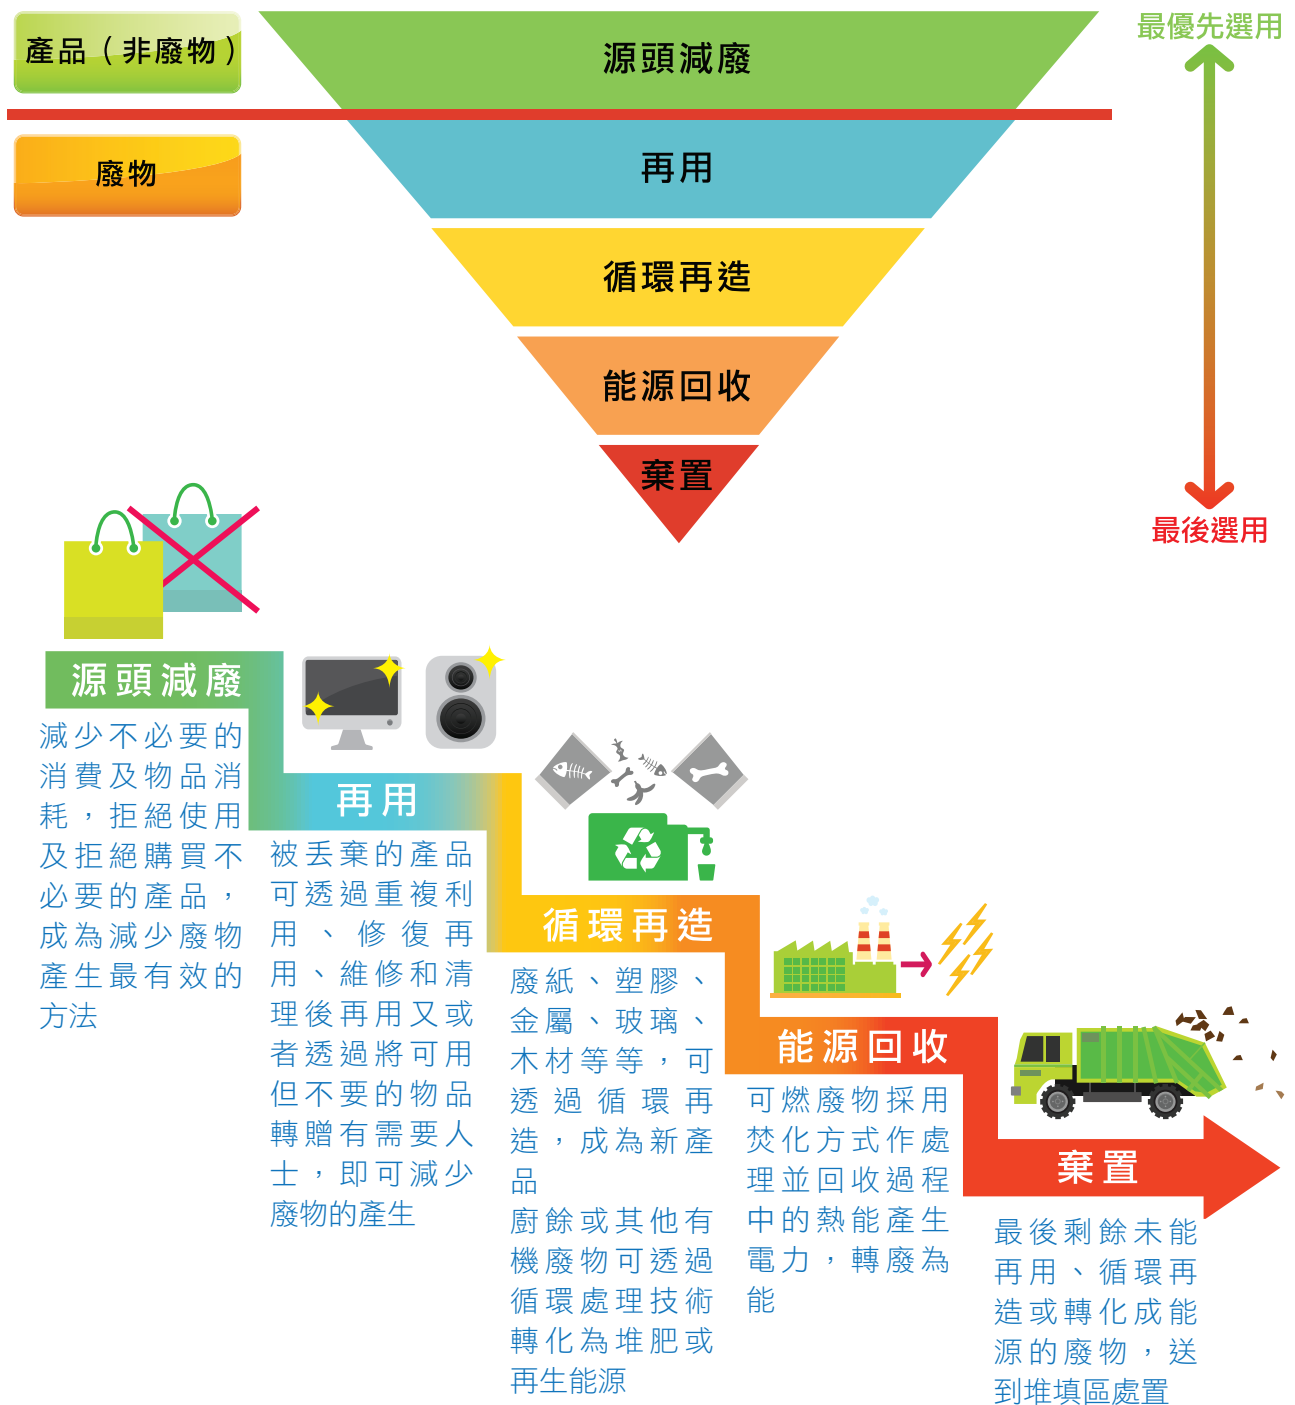 產品（非廢物）
源頭減廢
最優先選用
廢物
再用
循環再造
能源回收
棄置
最後選用
源頭減廢
減少不必要的
消費及物品消
耗，拒絕使用
及拒絕購買不
必要的產品，
成為減少廢物
產生最有效的
方法
再用
被丟棄的產品
可透過重複利
用、修復再
用、維修和清
理後再用又或
者透過將可用
但不要的物品
轉贈有需要人
士，即可減少
廢物的產生
循環再造
廢紙、塑膠、
金屬、玻璃、
木材等等，可
透過循環再
造，成為新產
品
廚餘或其他有
機廢物可透過
循環處理技術
轉化為堆肥或
再生能源
能源回收
可燃廢物採用
焚化方式作處
理並回收過程
中的熱能產生
電力，轉廢為
能
棄置
最後剩餘未能
再用、循環再
造或轉化成能
源的廢物，送
到堆填區處置